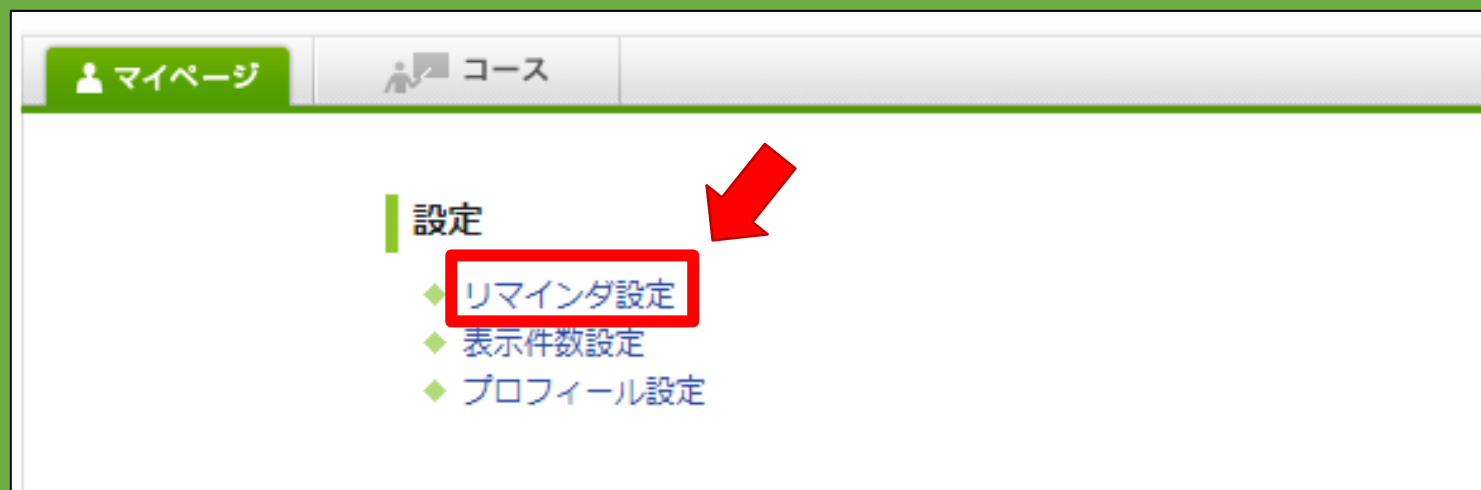 マイページ
コース
設定
リマインダ設定
表示件数設定
プロフィール設定